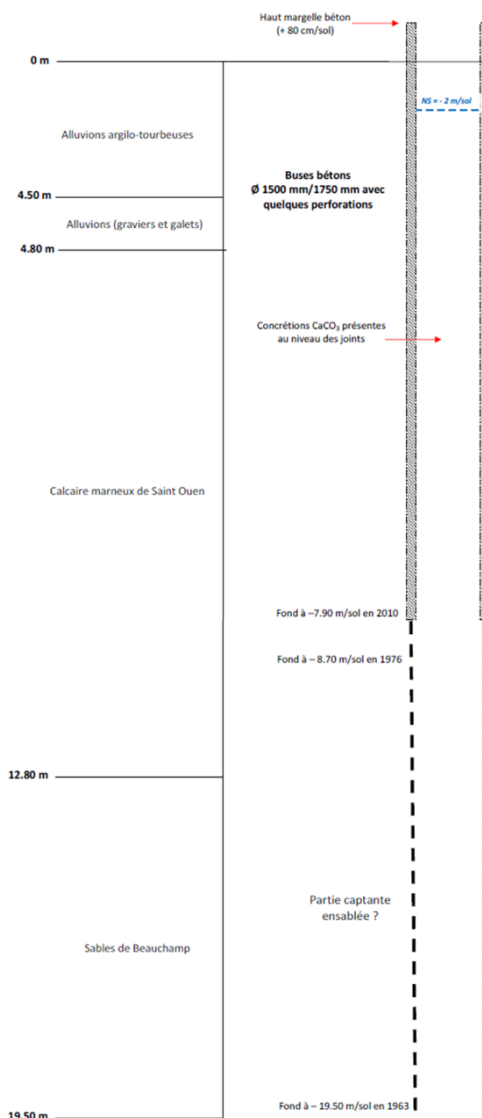 Haut margelle béton
(+ 80 cm/sol)
0 m
NS = - 2 m/sol
Alluvions argilo-tourbeuses
Buses bétons
Ø 1500 mm/1750 mm avec
quelques perforations
4.50 m
Alluvions (graviers et galets)
4.80 m
Concrétions CaCO₃ présentes
au niveau des joints
Calcaire marneux de Saint Ouen
Fond à –7.90 m/sol en 2010
Fond à – 8.70 m/sol en 1976
12.80 m
Partie captante
ensablée ?
Sables de Beauchamp
Fond à – 19.50 m/sol en 1963
19.50 m